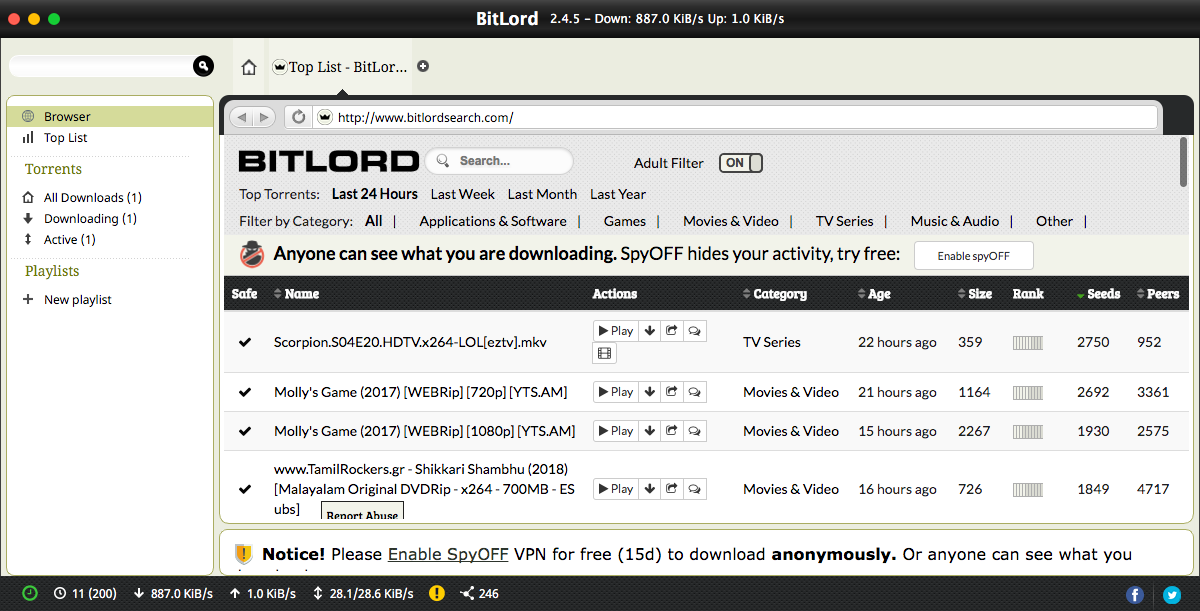 BitLord 2.4.5 - Down: 887.0 KiB/s Up: 1.0 KiB/s
Top List - BitLor...
Browser
Top List
Torrents
All Downloads (1)
Downloading (1)
Active (1)
Playlists
New playlist
http://www.bitlordsearch.com/
BITLORD Search... Adult Filter ON
Top Torrents: Last 24 Hours Last Week Last Month Last Year
Filter by Category: All | Applications & Software | Games | Movies & Video | TV Series | Music & Audio | Other |
Anyone can see what you are downloading. SpyOFF hides your activity, try free: Enable spyOFF
Safe Name Actions Category Age Size Rank Seeds Peers
Scorpion.S04E20.HDTV.x264-LOL[eztv].mkv Play TV Series 22 hours ago 359 2750 952
Molly's Game (2017) [WEBRip] [720p] [YTS.AM] Play Movies & Video 21 hours ago 1164 2692 3361
Molly's Game (2017) [WEBRip] [1080p] [YTS.AM] Play Movies & Video 15 hours ago 2267 1930 2575
www.TamilRockers.gr - Shikkari Shambhu (2018)
[Malayalam Original DVDRip - x264 - 700MB - ES Play Movies & Video 16 hours ago 726 1849 4717
ubs] Report Abuse
Notice! Please Enable SpyOFF VPN for free (15d) to download anonymously. Or anyone can see what you
11 (200) 887.0 KiB/s 1.0 KiB/s 28.1/28.6 KiB/s 246